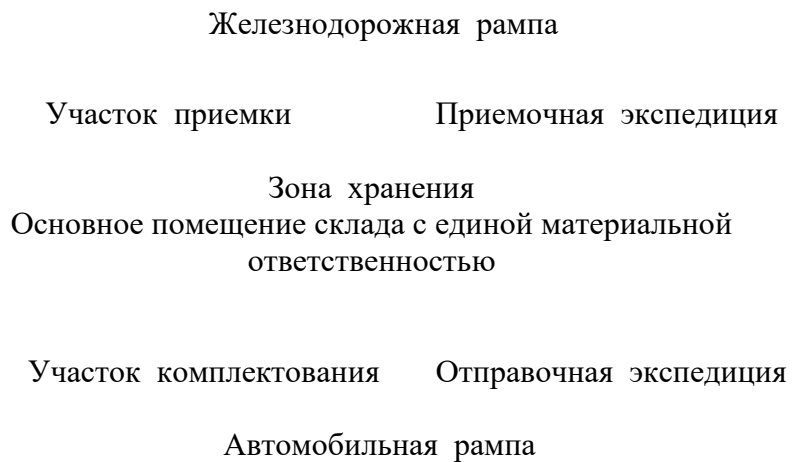 Железнодорожная рампа
Участок приемки Приемочная экспедиция
Зона хранения
Основное помещение склада с единой материальной
ответственностью
Участок комплектования Отправочная экспедиция
Автомобильная рампа